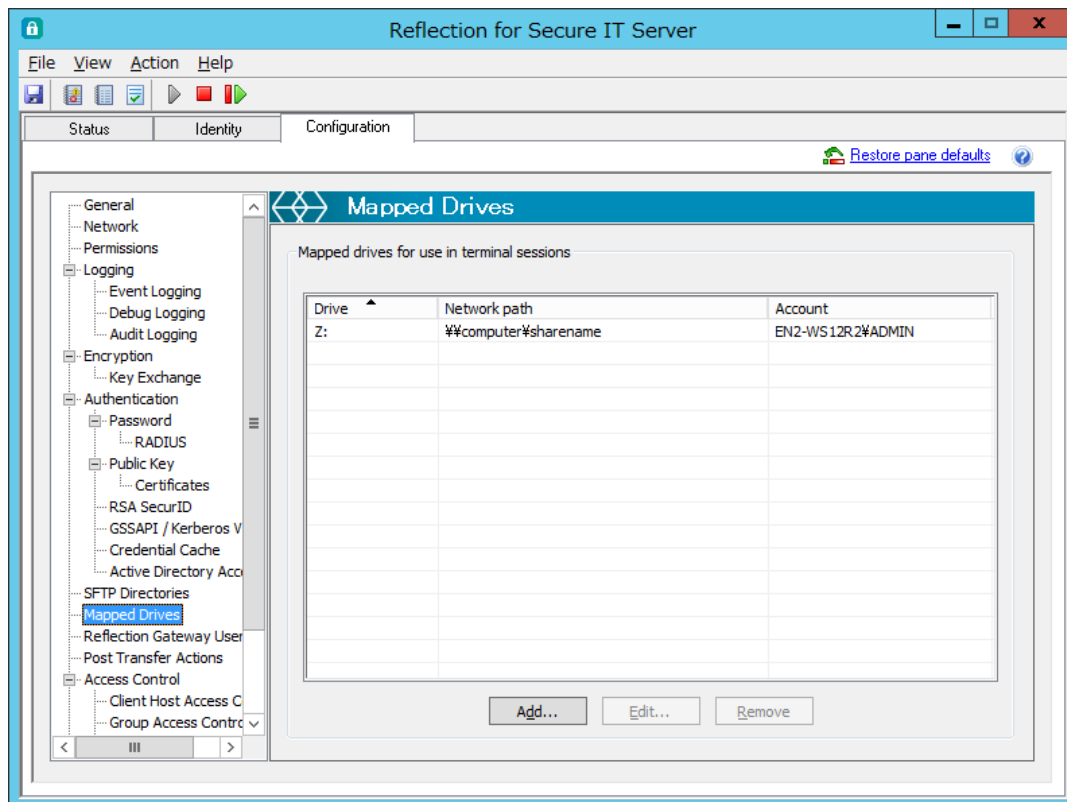 Reflection for Secure IT Server
File View Action Help
Status Identity Configuration
Restore pane defaults
General
Network
Permissions
Logging
Event Logging
Debug Logging
Audit Logging
Encryption
Key Exchange
Authentication
Password
RADIUS
Public Key
Certificates
RSA SecurID
GSSAPI / Kerberos V
Credential Cache
Active Directory Acc
SFTP Directories
Mapped Drives
Reflection Gateway User
Post Transfer Actions
Access Control
Client Host Access C
Group Access Contro
Mapped Drives
Mapped drives for use in terminal sessions
Drive Network path Account
Z: ¥¥computer¥sharename EN2-WS12R2¥ADMIN
Add... Edit... Remove